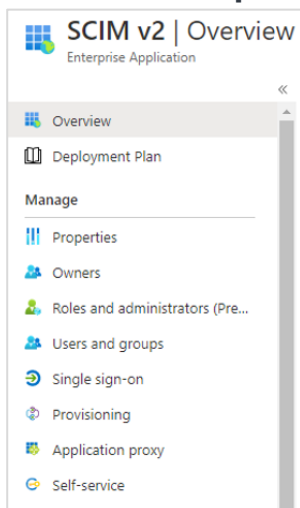 SCIM v2 | Overview
Enterprise Application
«
Overview
Deployment Plan
Manage
Properties
Owners
Roles and administrators (Pre...
Users and groups
Single sign-on
Provisioning
Application proxy
Self-service